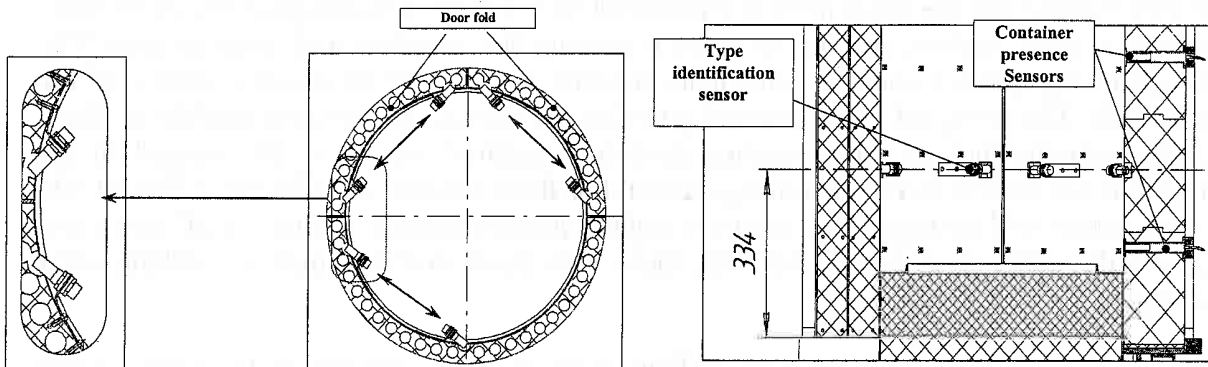 Door fold
Type
identification
sensor
Container
presence
Sensors
334